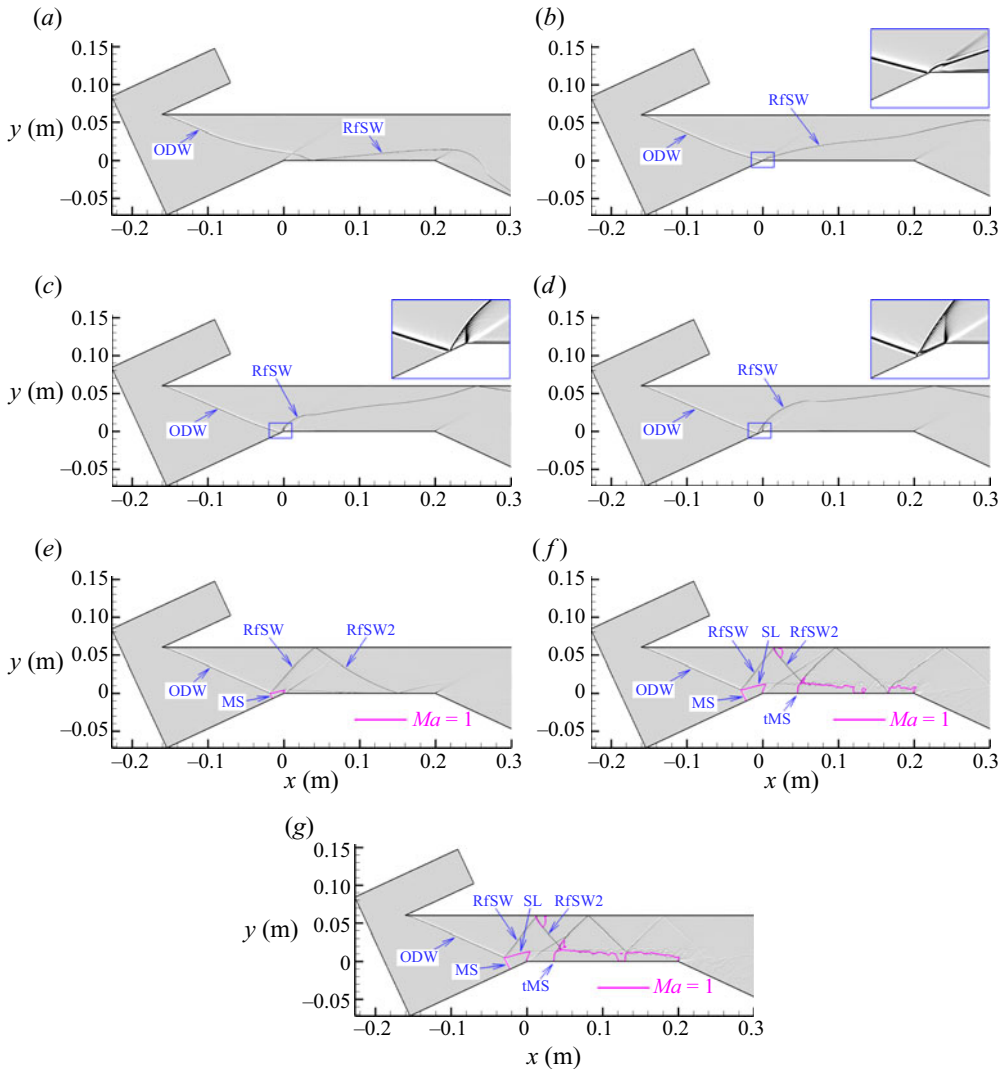 (a)
(b)
0.15
0.10
y (m) 0.05
0
–0.05
ODW
RfSW
–0.2 –0.1 0 0.1 0.2 0.3
0.15
0.10
0.05
0
–0.05
ODW
RfSW
–0.2 –0.1 0 0.1 0.2 0.3
(c)
(d)
0.15
0.10
y (m) 0.05
0
–0.05
RfSW
ODW
–0.2 –0.1 0 0.1 0.2 0.3
0.15
0.10
0.05
0
–0.05
RfSW
ODW
–0.2 –0.1 0 0.1 0.2 0.3
(e)
(f)
0.15
0.10
y (m) 0.05
0
–0.05
RfSW RfSW2
ODW
MS
Ma = 1
–0.2 –0.1 0 0.1 0.2 0.3
x (m)
0.15
0.10
0.05
0
–0.05
RfSW SL RfSW2
ODW
MS
tMS
Ma = 1
–0.2 –0.1 0 0.1 0.2 0.3
x (m)
(g)
0.15
0.10
y (m) 0.05
0
–0.05
RfSW SL RfSW2
ODW
MS
tMS
Ma = 1
–0.2 –0.1 0 0.1 0.2 0.3
x (m)